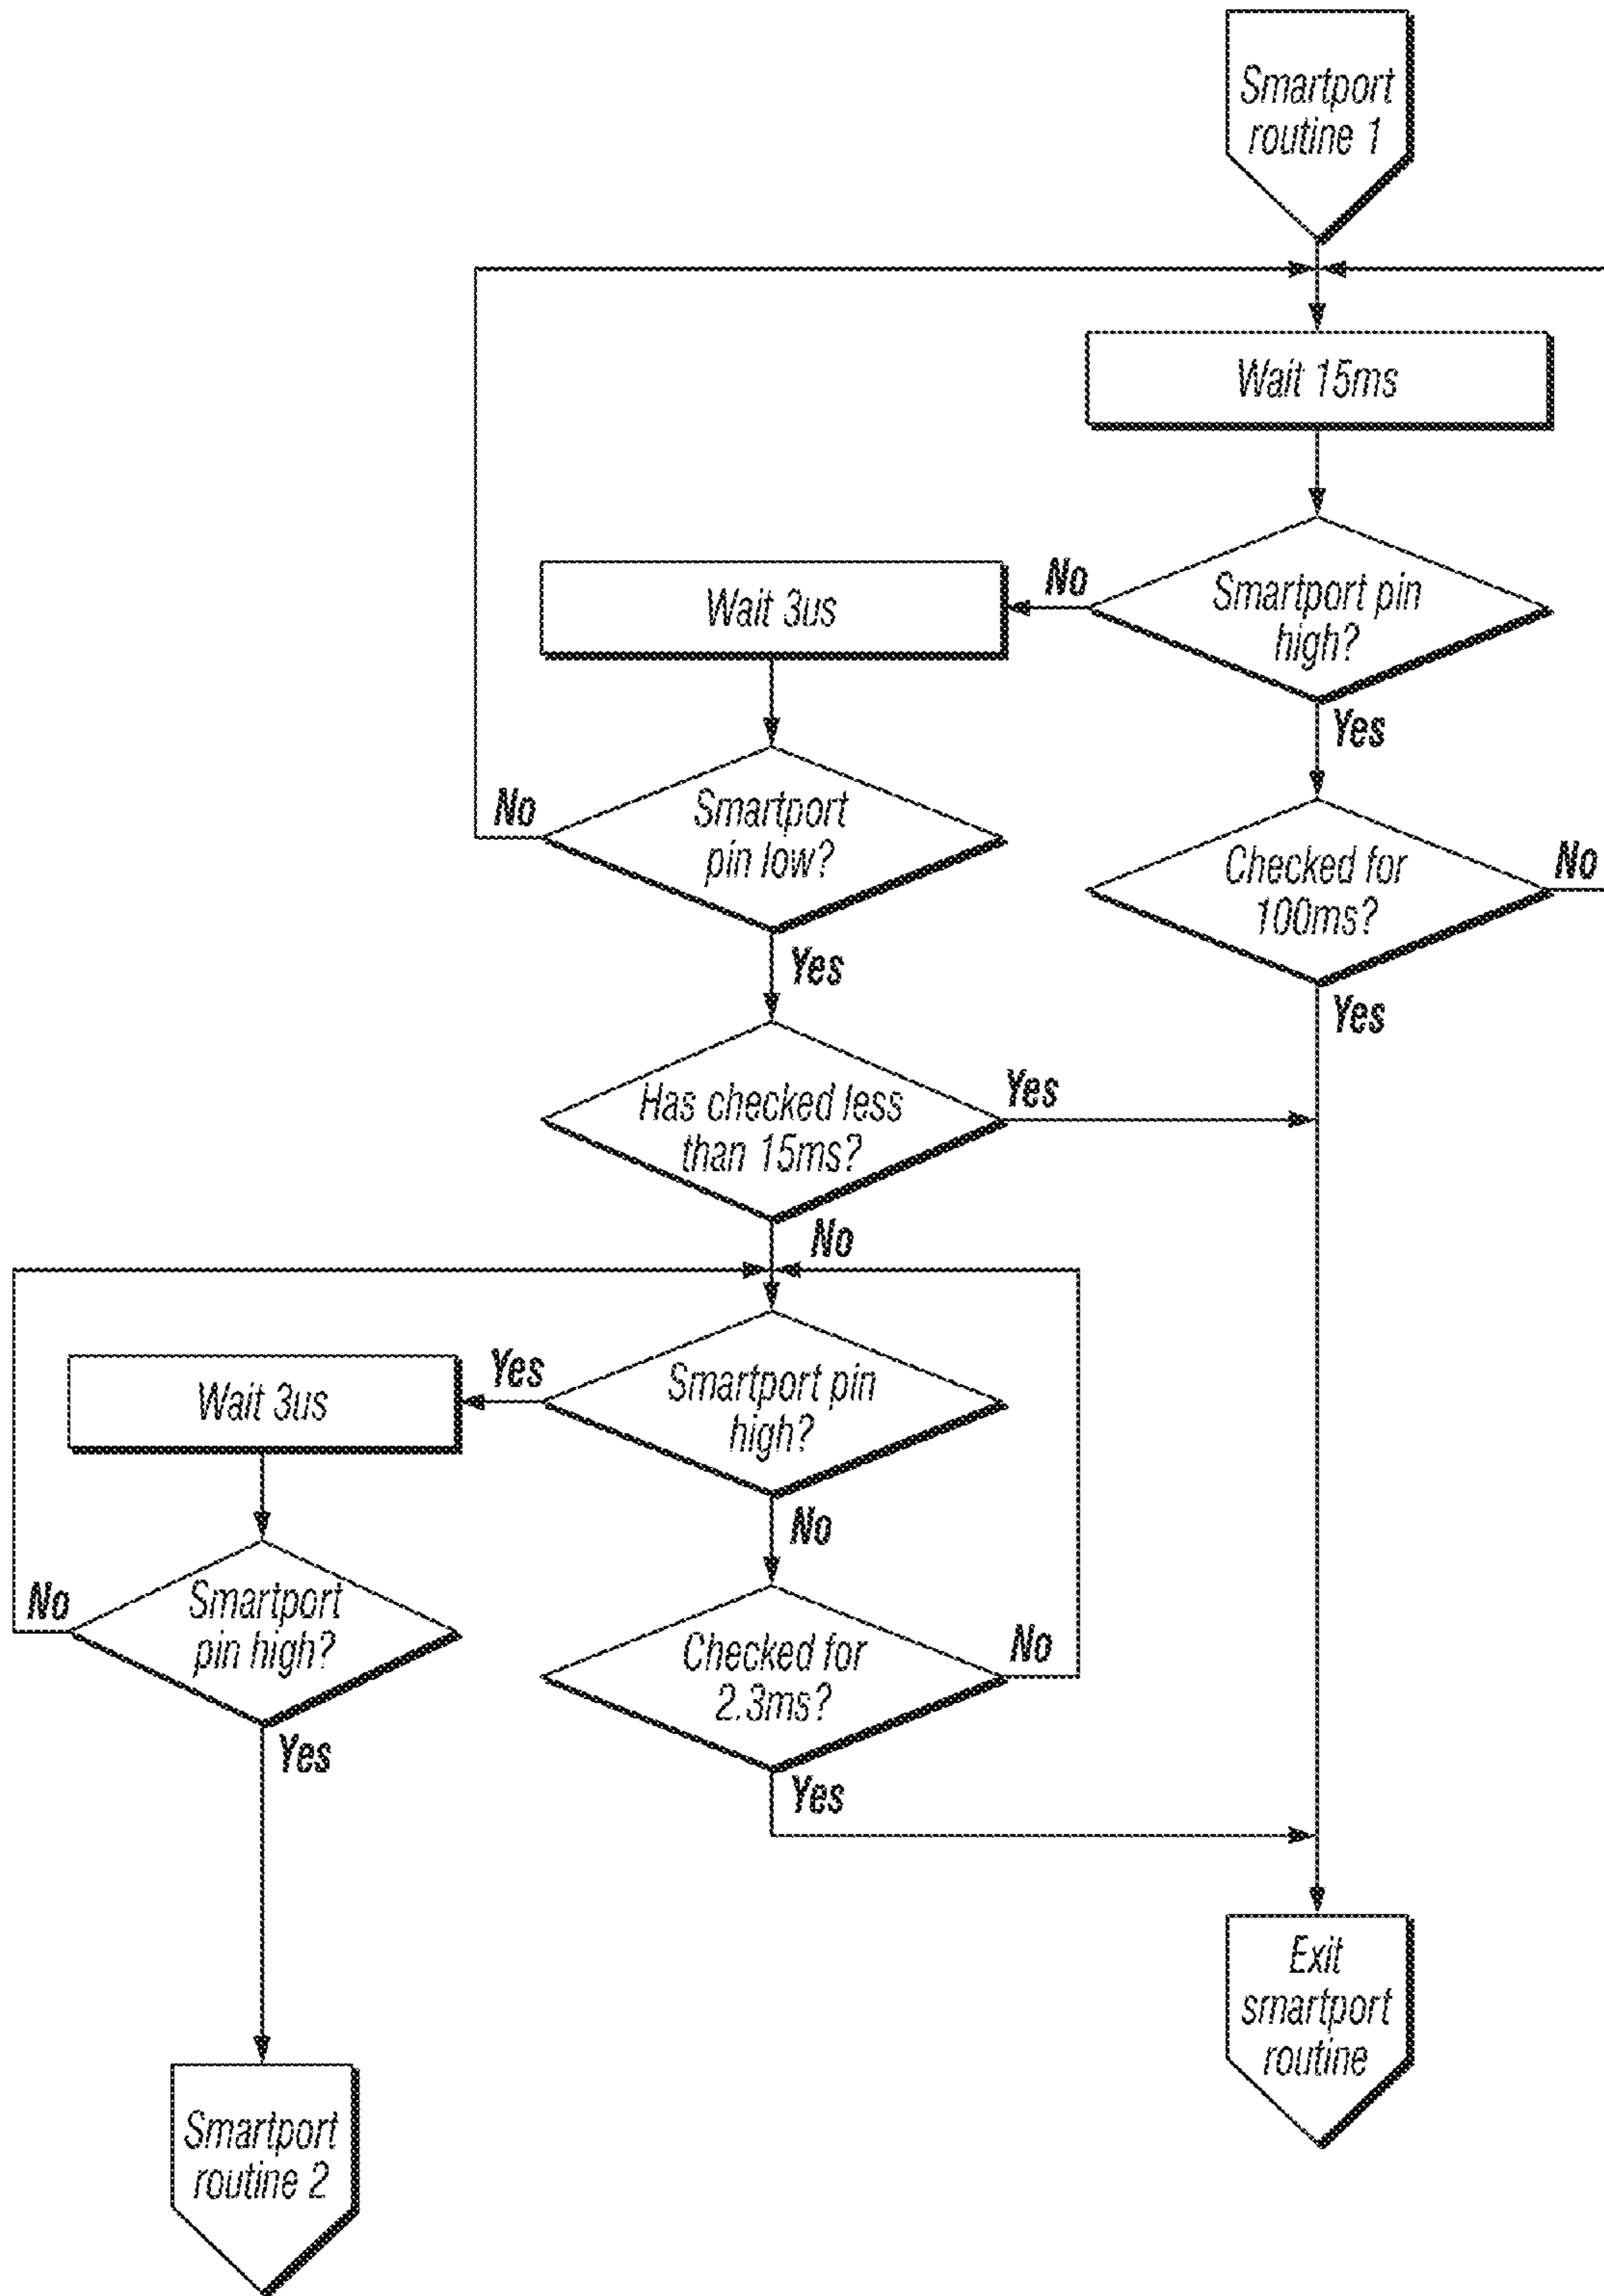 Smartport
routine 1
Wait 15ms
No
Wait 3us
Smartport pin
high?
Yes
No
Smartport
pin low?
Checked for
100ms?
No
Yes
Yes
Has checked less
than 15ms?
Yes
No
Wait 3us
Yes
Smartport pin
high?
No
No
Smartport
pin high?
Checked for
2.3ms?
No
Yes
Yes
Exit
smartport
routine
Smartport
routine 2